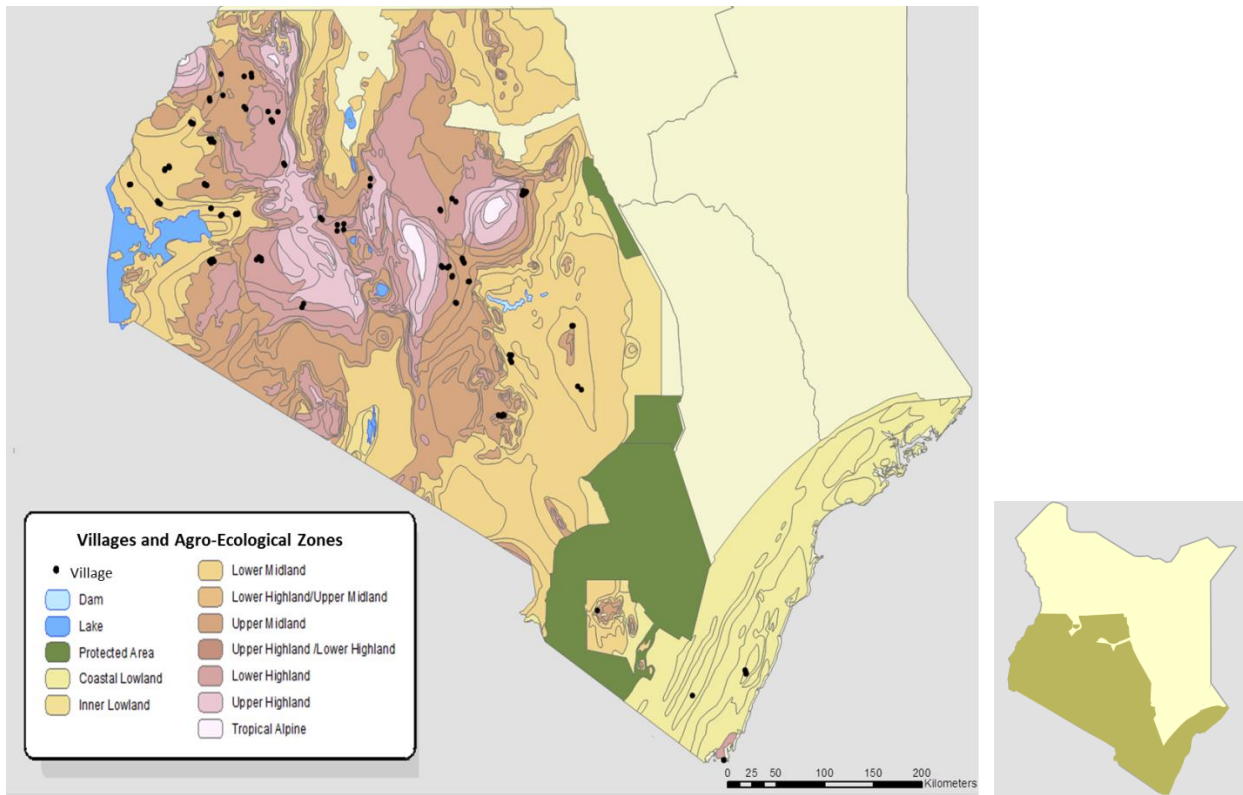 Villages and Agro-Ecological Zones
Village
Dam
Lake
Protected Area
Coastal Lowland
Inner Lowland
Lower Midland
Lower Highland/Upper Midland
Upper Midland
Upper Highland /Lower Highland
Lower Highland
Upper Highland
Tropical Alpine
0 25 50 100 150 200
Kilometers